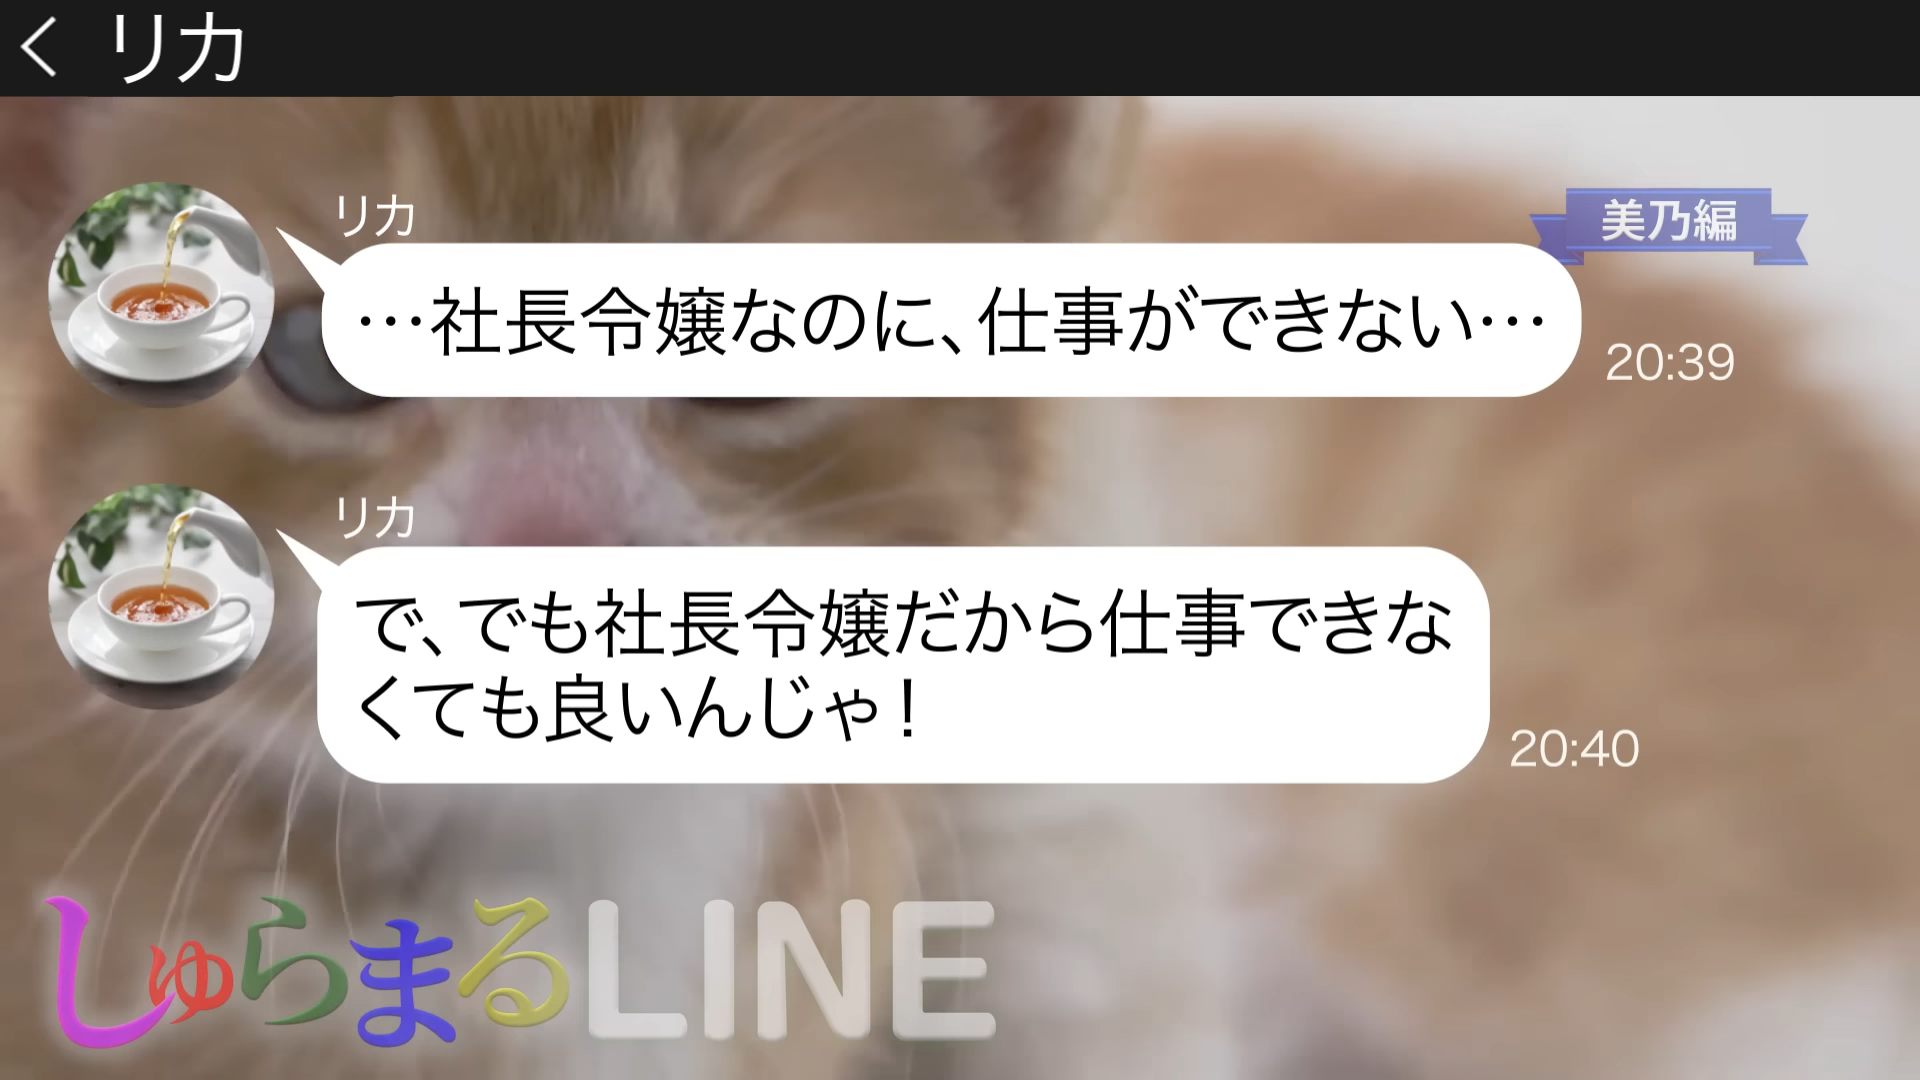 リカ
美乃編
リカ
…社長令嬢なのに、仕事ができない…
20:39
リカ
で、でも社長令嬢だから仕事できな
くても良いんじゃ！
20:40
しゅらまるLINE